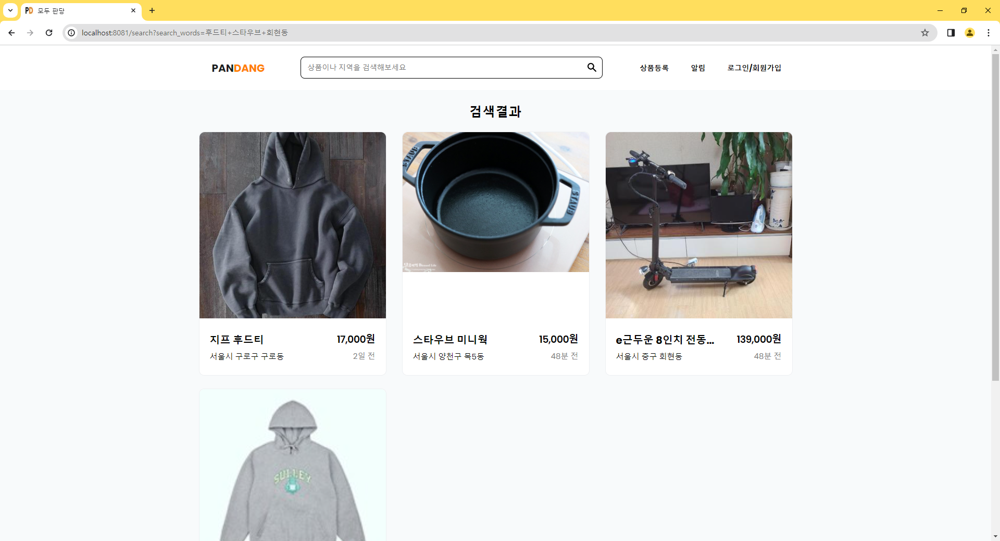 PD 모두 판당
localhost:8081/search?search_words=후드티+스타우브+회현동
PANDANG
상품이나 지역을 검색해보세요
상품등록
알림
로그인/회원가입
검색결과
STAUB
STAUB
지프 후드티
17,000원
서울시 구로구 구로동
2일 전
스타우브 미니웍
15,000원
서울시 양천구 목5동
48분 전
e근두운 8인치 전동...
139,000원
서울시 중구 회현동
48분 전
SULLEY